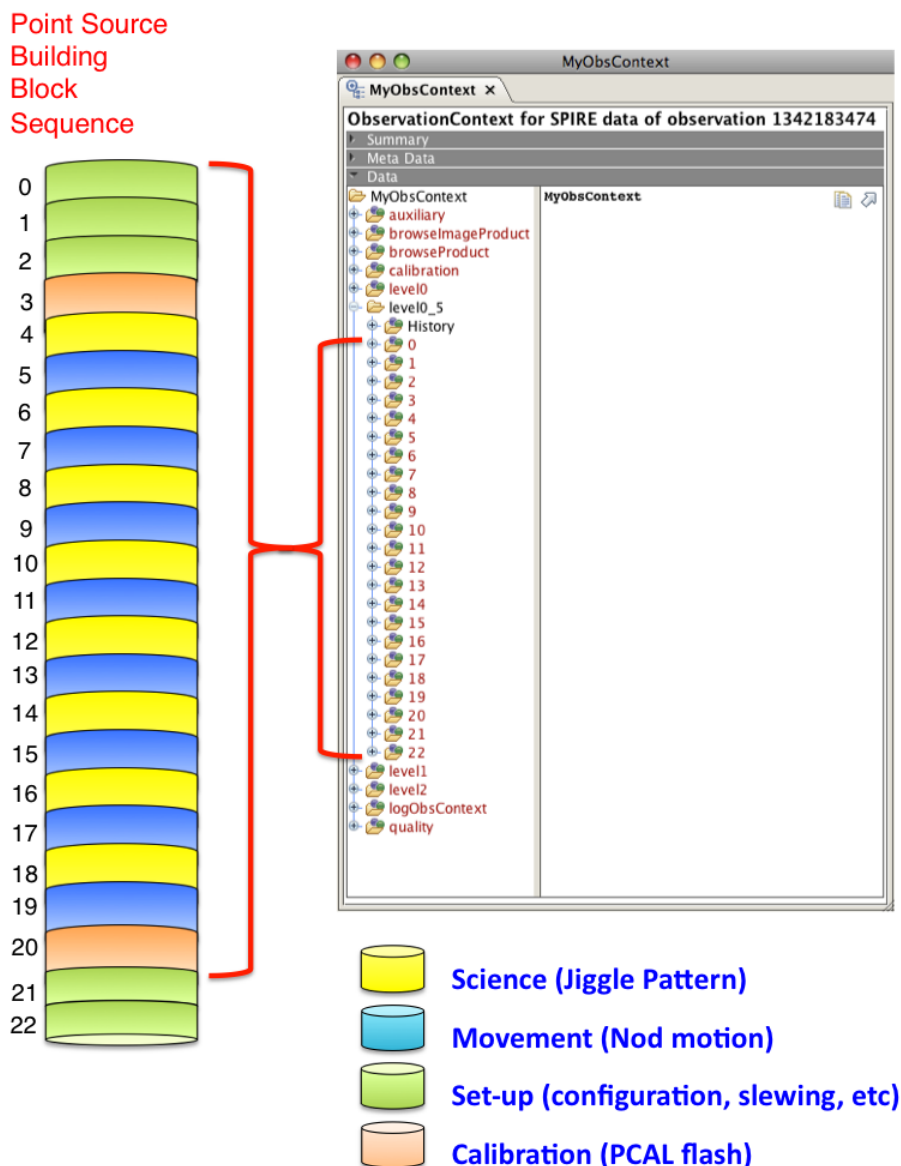 Point Source
Building
Block
Sequence
0
1
2
3
4
5
6
7
8
9
10
11
12
13
14
15
16
17
18
19
20
21
22
MyObsContext
MyObsContext ×
ObservationContext for SPIRE data of observation 1342183474
Summary
Meta Data
Data
MyObsContext
auxiliary
browseImageProduct
browseProduct
calibration
level0
level0_5
History
0
1
2
3
4
5
6
7
8
9
10
11
12
13
14
15
16
17
18
19
20
21
22
level1
level2
logObsContext
quality
MyObsContext
Science (Jiggle Pattern)
Movement (Nod motion)
Set-up (configuration, slewing, etc)
Calibration (PCAL flash)